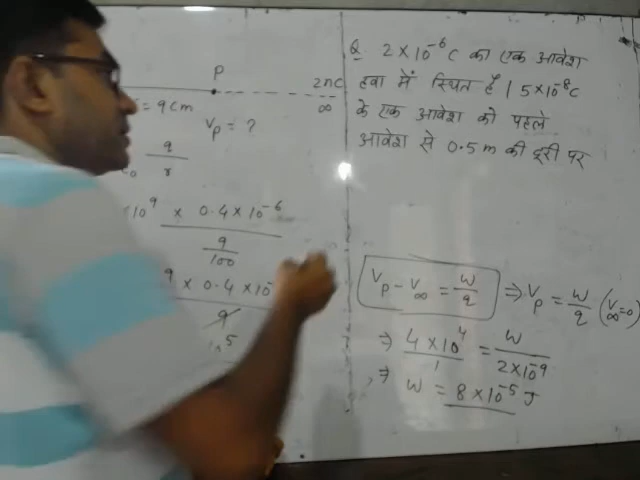 P
2nC
∞
= 9cm
Vp = ?
q/r
10⁹ × 0.4×10⁻⁶
9/100
9 × 0.4×10
9
10⁵
Q. 2×10⁻⁶C का एक आवेश
हवा में स्थित है। 5×10⁻⁸C
के एक आवेश को पहले
आवेश से 0.5m की दूरी पर
Vp - V∞ = W/q ⇒ Vp = W/q (V∞=0)
⇒ 4×10⁴/1 = W/2×10⁻⁹
⇒ W = 8×10⁻⁵ J